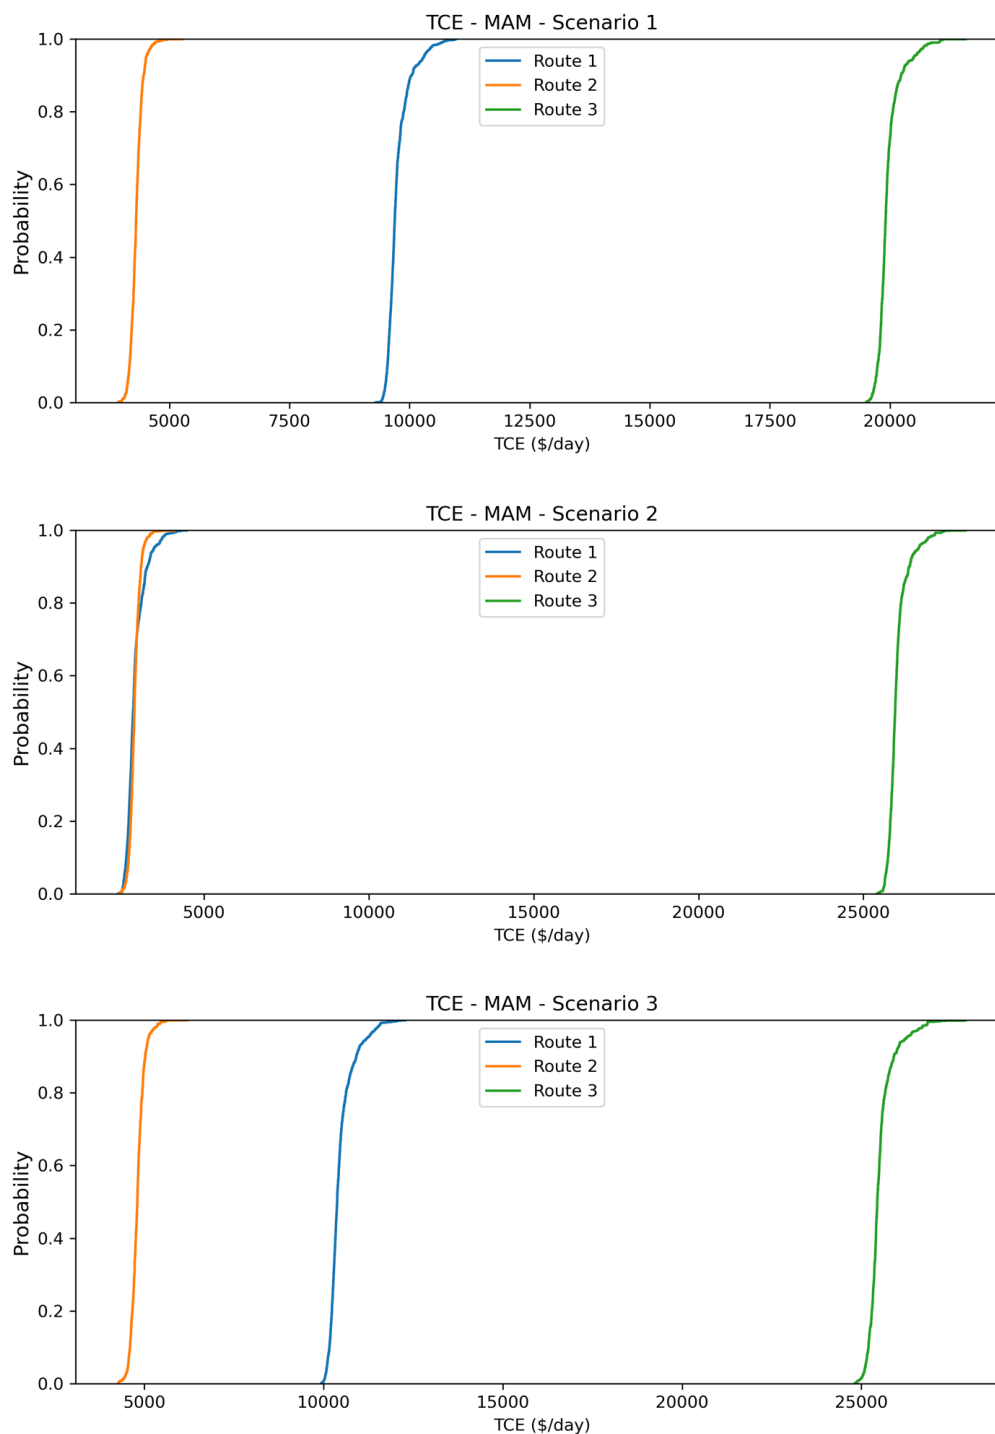 TCE - MAM - Scenario 1
1.0
0.8
0.6
0.4
0.2
0.0
Probability
Route 1
Route 2
Route 3
5000 7500 10000 12500 15000 17500 20000
TCE ($/day)
TCE - MAM - Scenario 2
1.0
0.8
0.6
0.4
0.2
0.0
Probability
Route 1
Route 2
Route 3
5000 10000 15000 20000 25000
TCE ($/day)
TCE - MAM - Scenario 3
1.0
0.8
0.6
0.4
0.2
0.0
Probability
Route 1
Route 2
Route 3
5000 10000 15000 20000 25000
TCE ($/day)